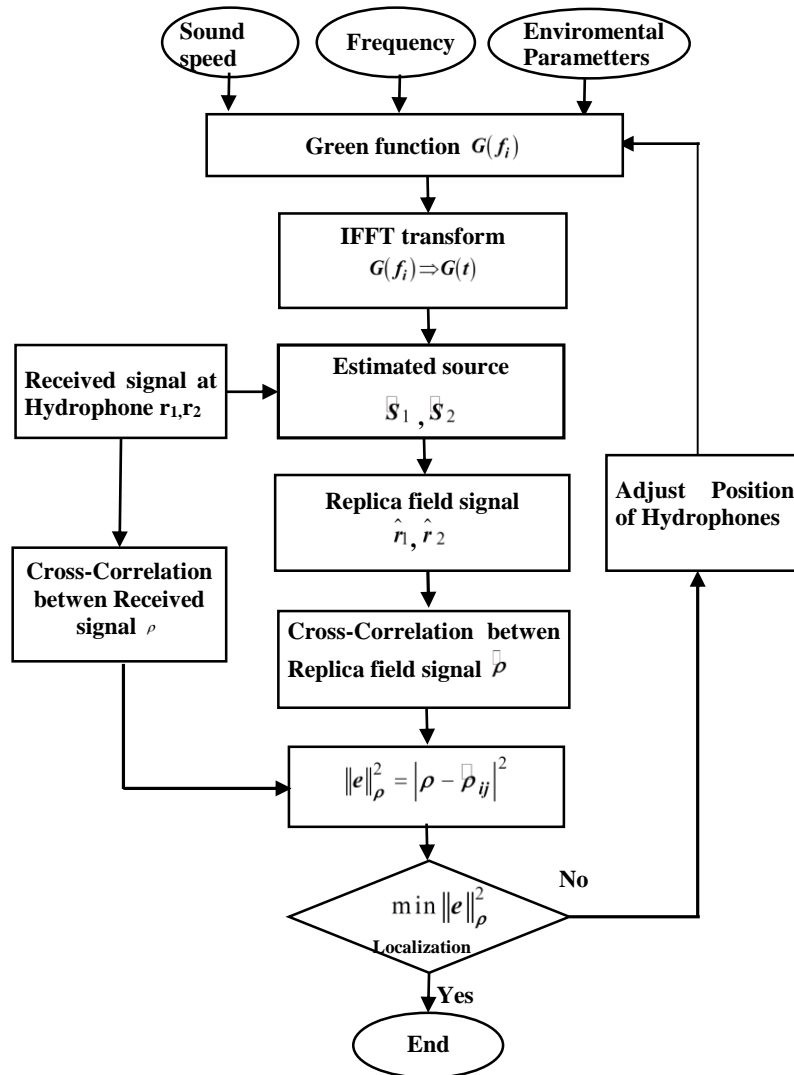 Sound
speed
Frequency
Enviromental
Parametters
Green function G(fᵢ)
IFFT transform
G(fᵢ)⇒G(t)
Received signal at
Hydrophone r₁,r₂
Estimated source
S₁ , S₂
Replica field signal
r̂₁, r̂₂
Adjust Position
of Hydrophones
Cross-Correlation
betwen Received
signal ρ
Cross-Correlation betwen
Replica field signal ρ
‖e‖²ρ = |ρ − ρ ij|²
No
min ‖e‖²ρ
Localization
Yes
End